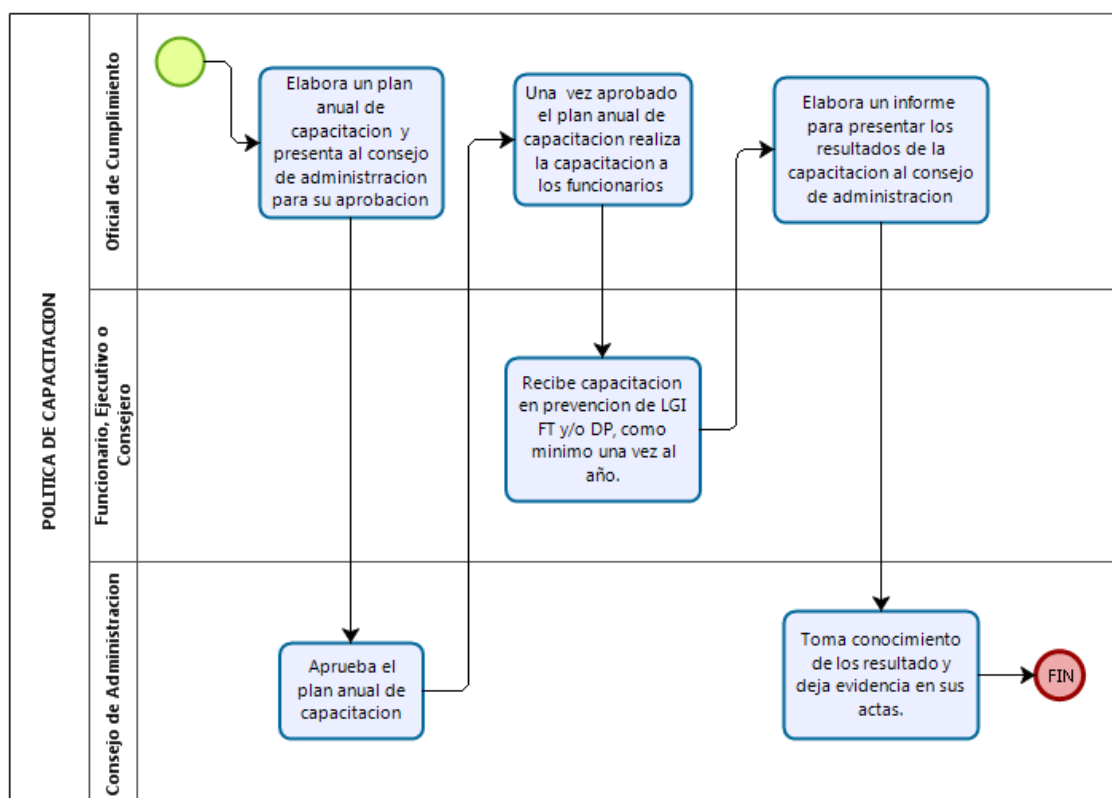 POLITICA DE CAPACITACION
Oficial de Cumplimiento
Elabora un plan
anual de
capacitacion y
presenta al consejo
de administrracion
para su aprobacion
Una vez aprobado
el plan anual de
capacitacion realiza
la capacitacion a
los funcionarios
Elabora un informe
para presentar los
resultados de la
capacitacion al consejo
de administracion
Funcionario, Ejecutivo o
Consejero
Recibe capacitacion
en prevencion de LGI
FT y/o DP, como
minimo una vez al
año.
Consejo de Administracion
Aprueba el
plan anual de
capacitacion
Toma conocimiento
de los resultado y
deja evidencia en sus
actas.
FIN